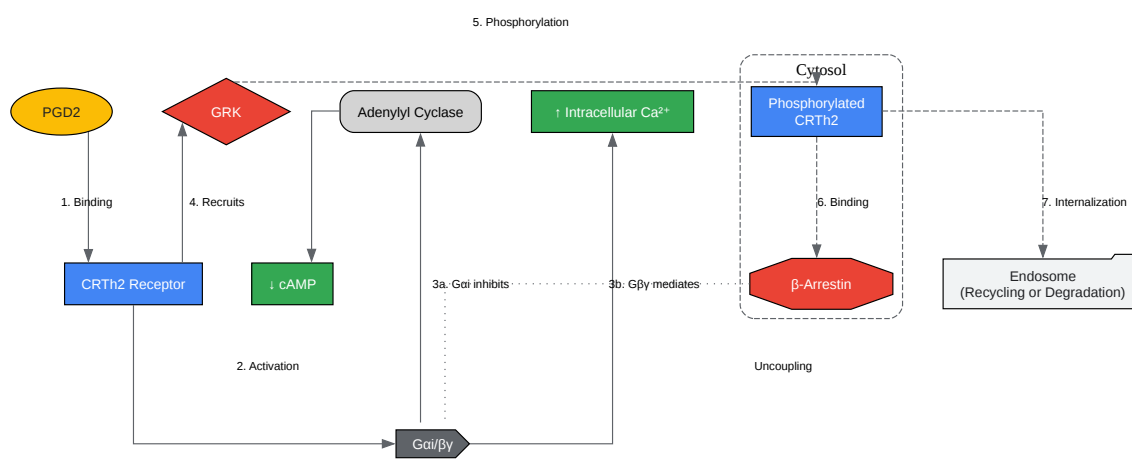 5. Phosphorylation
Cytosol
PGD2
GRK
Adenylyl Cyclase
↑ Intracellular Ca²⁺
Phosphorylated
CRTh2
1. Binding
4. Recruits
6. Binding
7. Internalization
CRTh2 Receptor
↓ cAMP
3a. Gαi inhibits
3b. Gβγ mediates
β-Arrestin
Endosome
(Recycling or Degradation)
2. Activation
Uncoupling
Gαi/βγ